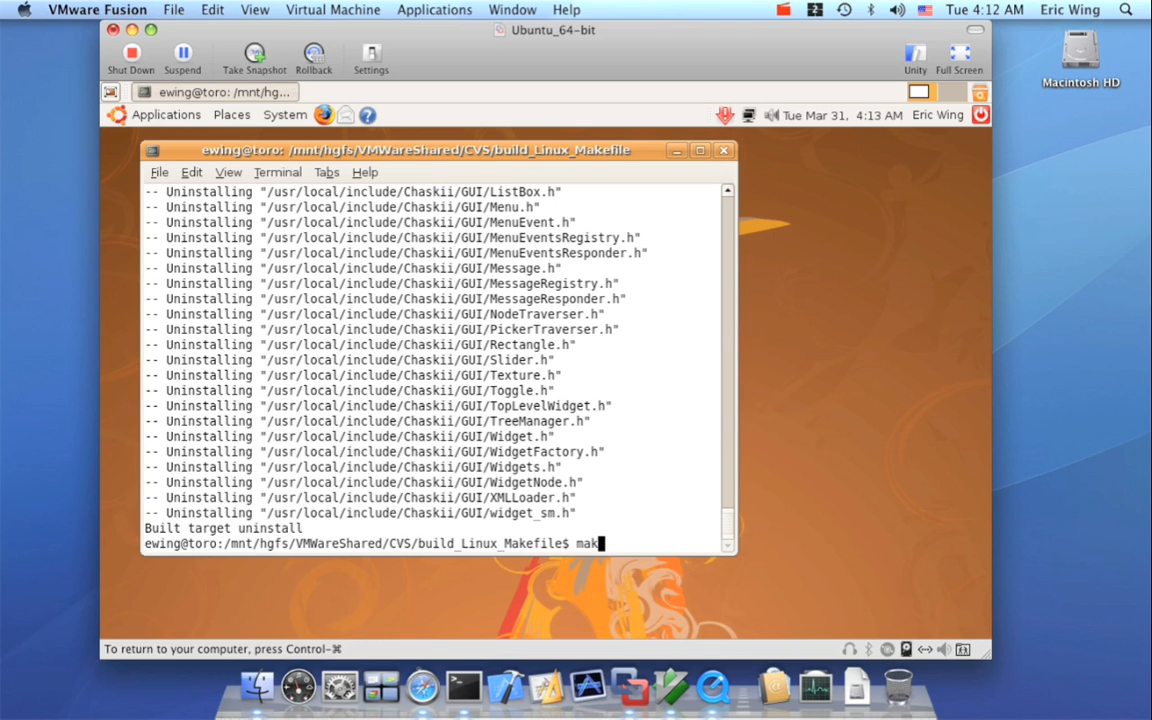 VMware Fusion File Edit View Virtual Machine Applications Window Help 2 Tue 4:12 AM Eric Wing
Ubuntu_64-bit
Shut Down Suspend Take Snapshot Rollback Settings Unity Full Screen
Macintosh HD
ewing@toro: /mnt/hg...
Applications Places System Tue Mar 31, 4:13 AM Eric Wing
ewing@toro: /mnt/hgfs/VMWareShared/CVS/build_Linux_Makefile
File Edit View Terminal Tabs Help
-- Uninstalling "/usr/local/include/Chaskii/GUI/ListBox.h"
-- Uninstalling "/usr/local/include/Chaskii/GUI/Menu.h"
-- Uninstalling "/usr/local/include/Chaskii/GUI/MenuEvent.h"
-- Uninstalling "/usr/local/include/Chaskii/GUI/MenuEventsRegistry.h"
-- Uninstalling "/usr/local/include/Chaskii/GUI/MenuEventsResponder.h"
-- Uninstalling "/usr/local/include/Chaskii/GUI/Message.h"
-- Uninstalling "/usr/local/include/Chaskii/GUI/MessageRegistry.h"
-- Uninstalling "/usr/local/include/Chaskii/GUI/MessageResponder.h"
-- Uninstalling "/usr/local/include/Chaskii/GUI/NodeTraverser.h"
-- Uninstalling "/usr/local/include/Chaskii/GUI/PickerTraverser.h"
-- Uninstalling "/usr/local/include/Chaskii/GUI/Rectangle.h"
-- Uninstalling "/usr/local/include/Chaskii/GUI/Slider.h"
-- Uninstalling "/usr/local/include/Chaskii/GUI/Texture.h"
-- Uninstalling "/usr/local/include/Chaskii/GUI/Toggle.h"
-- Uninstalling "/usr/local/include/Chaskii/GUI/TopLevelWidget.h"
-- Uninstalling "/usr/local/include/Chaskii/GUI/TreeManager.h"
-- Uninstalling "/usr/local/include/Chaskii/GUI/Widget.h"
-- Uninstalling "/usr/local/include/Chaskii/GUI/WidgetFactory.h"
-- Uninstalling "/usr/local/include/Chaskii/GUI/Widgets.h"
-- Uninstalling "/usr/local/include/Chaskii/GUI/WidgetNode.h"
-- Uninstalling "/usr/local/include/Chaskii/GUI/XMLLoader.h"
-- Uninstalling "/usr/local/include/Chaskii/GUI/widget_sm.h"
Built target uninstall
ewing@toro:/mnt/hgfs/VMWareShared/CVS/build_Linux_Makefile$ mak
To return to your computer, press Control-⌘